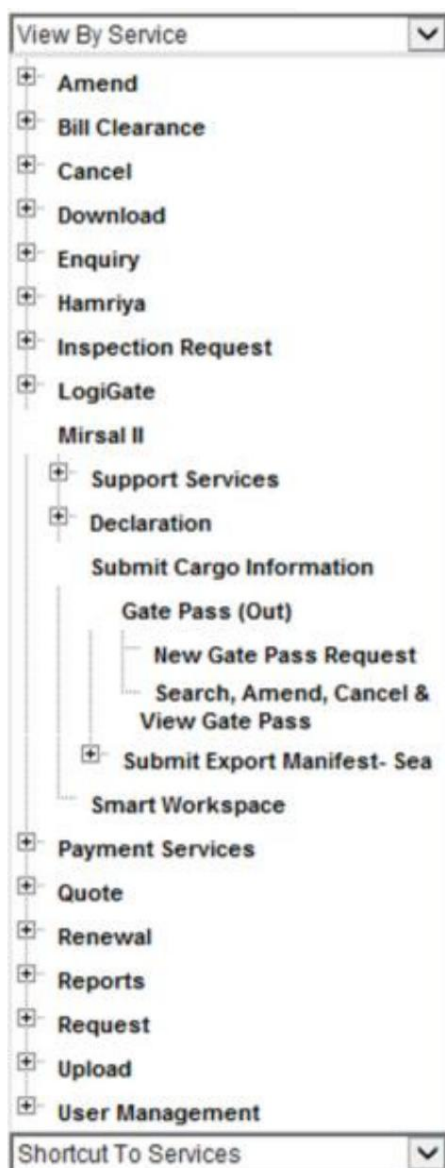 View By Service
Amend
Bill Clearance
Cancel
Download
Enquiry
Hamriya
Inspection Request
LogiGate
Mirsal II
Support Services
Declaration
Submit Cargo Information
Gate Pass (Out)
New Gate Pass Request
Search, Amend, Cancel &
View Gate Pass
Submit Export Manifest- Sea
Smart Workspace
Payment Services
Quote
Renewal
Reports
Request
Upload
User Management
Shortcut To Services